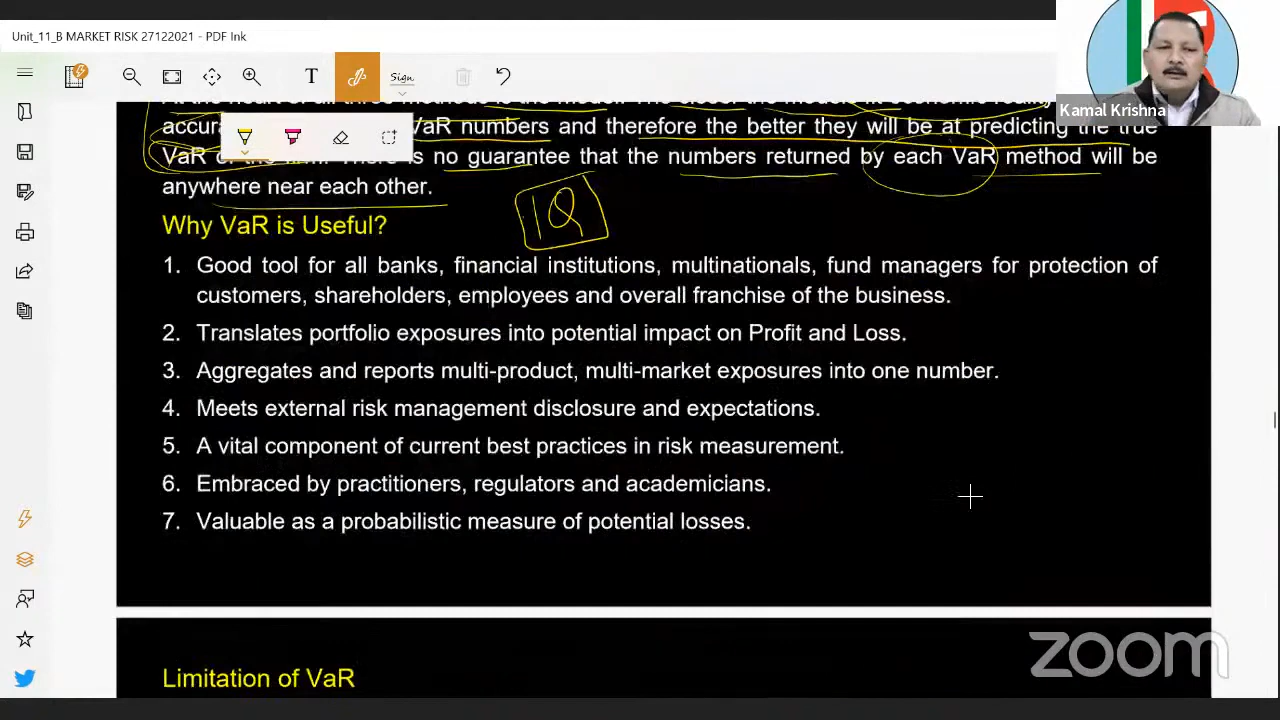 Unit_11_B MARKET RISK 27122021 - PDF Ink
T
Sign
Kamal Krishna
VaR numbers and therefore the better they will be at predicting the true
VaR of the firm. There is no guarantee that the numbers returned by each VaR method will be
anywhere near each other.
1Q
Why VaR is Useful?
1. Good tool for all banks, financial institutions, multinationals, fund managers for protection of
customers, shareholders, employees and overall franchise of the business.
2. Translates portfolio exposures into potential impact on Profit and Loss.
3. Aggregates and reports multi-product, multi-market exposures into one number.
4. Meets external risk management disclosure and expectations.
5. A vital component of current best practices in risk measurement.
6. Embraced by practitioners, regulators and academicians.
7. Valuable as a probabilistic measure of potential losses.
zoom
Limitation of VaR